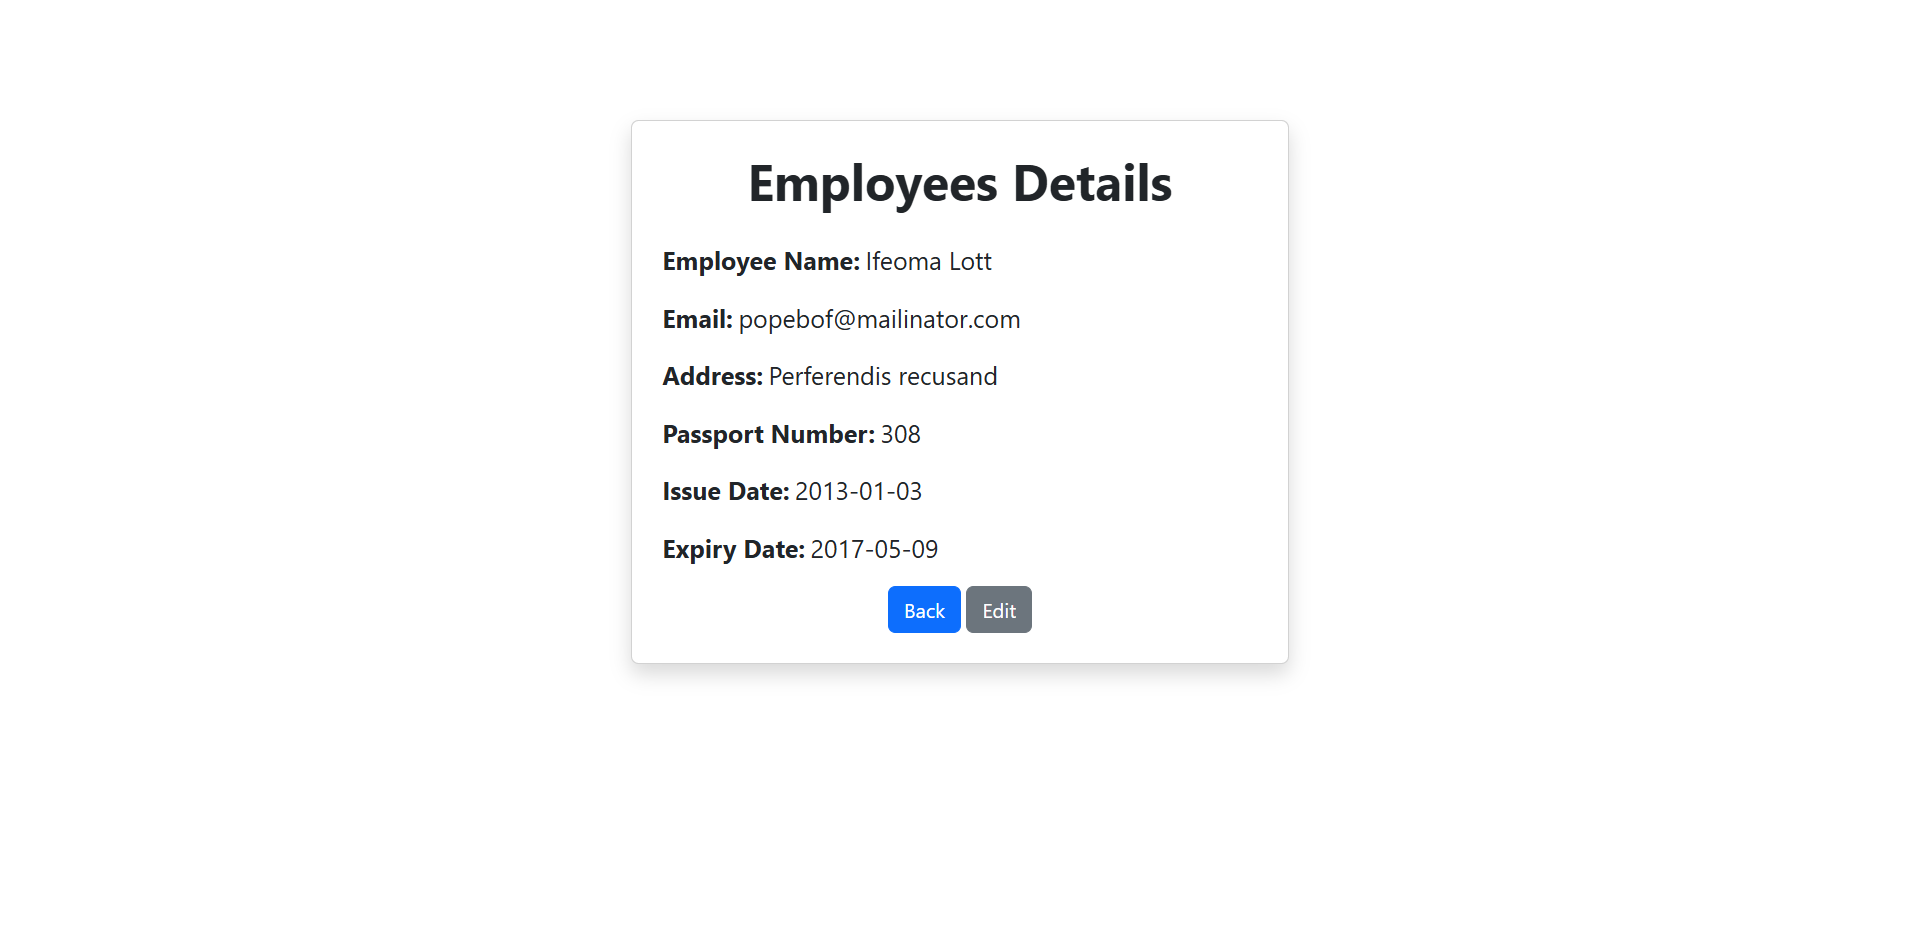 Employees Details
Employee Name: Ifeoma Lott
Email: popebof@mailinator.com
Address: Perferendis recusand
Passport Number: 308
Issue Date: 2013-01-03
Expiry Date: 2017-05-09
Back Edit